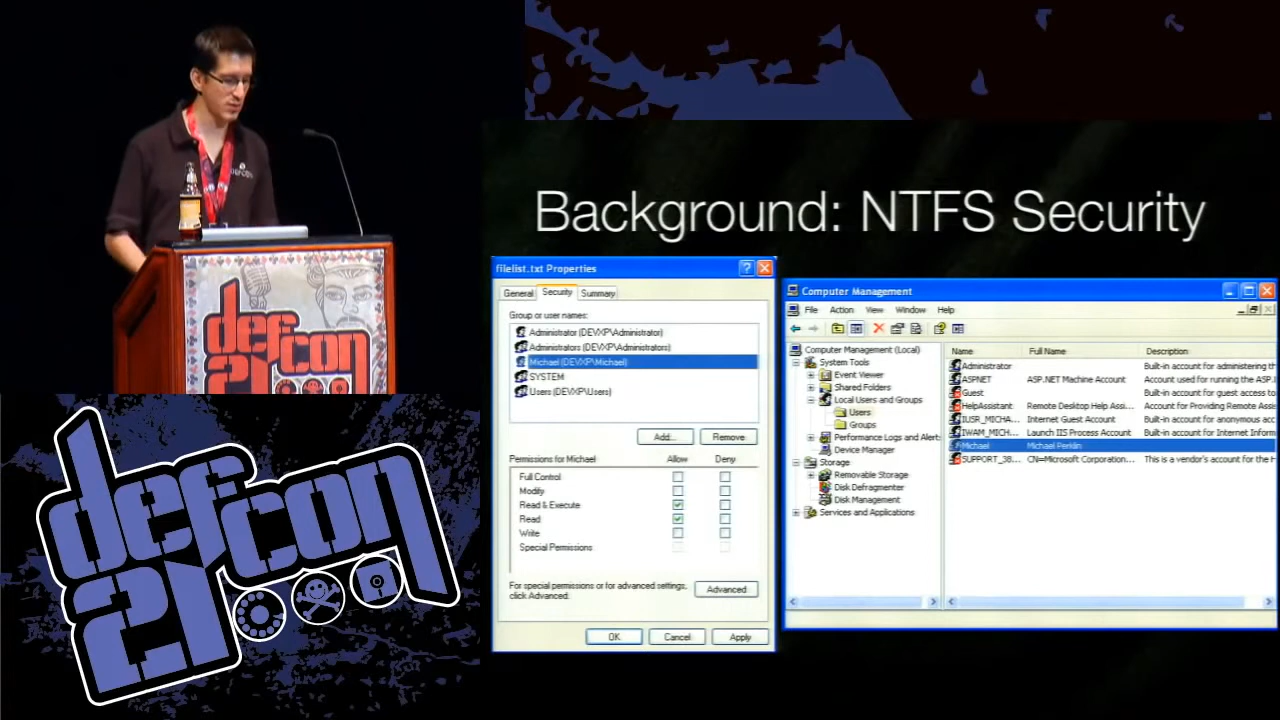 Background: NTFS Security
filelist.txt Properties
General Security Summary
Group or user names:
Administrator (DEVXP\Administrator)
Administrators (DEVXP\Administrators)
Michael (DEVXP\Michael)
SYSTEM
Users (DEVXP\Users)
Add... Remove
Permissions for Michael Allow Deny
Full Control
Modify
Read & Execute
Read
Write
Special Permissions
For special permissions or for advanced settings,
click Advanced.
Advanced
OK Cancel Apply
Computer Management
File Action View Window Help
Computer Management (Local)
System Tools
Event Viewer
Shared Folders
Local Users and Groups
Users
Groups
Performance Logs and Alerts
Device Manager
Storage
Removable Storage
Disk Defragmenter
Disk Management
Services and Applications
Name Full Name Description
Administrator Built-in account for administering th
ASPNET ASP.NET Machine Account Account used for running the ASP.
Guest Built-in account for guest access to
HelpAssistant Remote Desktop Help Assi... Account for Providing Remote Assis
IUSR_MICHA... Internet Guest Account Built-in account for anonymous acc
IWAM_MICH... Launch IIS Process Account Built-in account for Internet Inform
Michael Michael Perklin
SUPPORT_38... CN=Microsoft Corporation... This is a vendor's account for the H
defcon
21
defcon
21